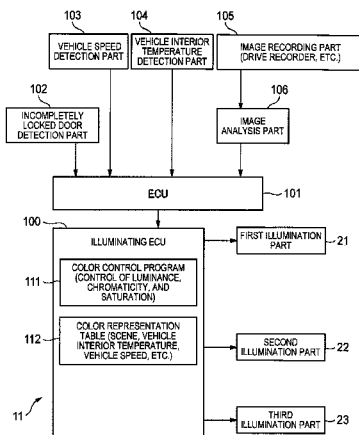 103
104
105
VEHICLE SPEED
DETECTION PART
VEHICLE INTERIOR
TEMPERATURE
DETECTION PART
IMAGE RECORDING PART
(DRIVE RECORDER, ETC.)
102
INCOMPLETELY
LOCKED DOOR
DETECTION PART
106
IMAGE
ANALYSIS PART
ECU
101
100
ILLUMINATING ECU
FIRST ILLUMINATION
PART
21
111
COLOR CONTROL PROGRAM
(CONTROL OF LUMINANCE,
CHROMATICITY, AND
SATURATION)
112
COLOR REPRESENTATION
TABLE (SCENE, VEHICLE
INTERIOR TEMPERATURE,
VEHICLE SPEED, ETC.)
SECOND
ILLUMINATION
PART
22
11
THIRD
ILLUMINATION
PART
23